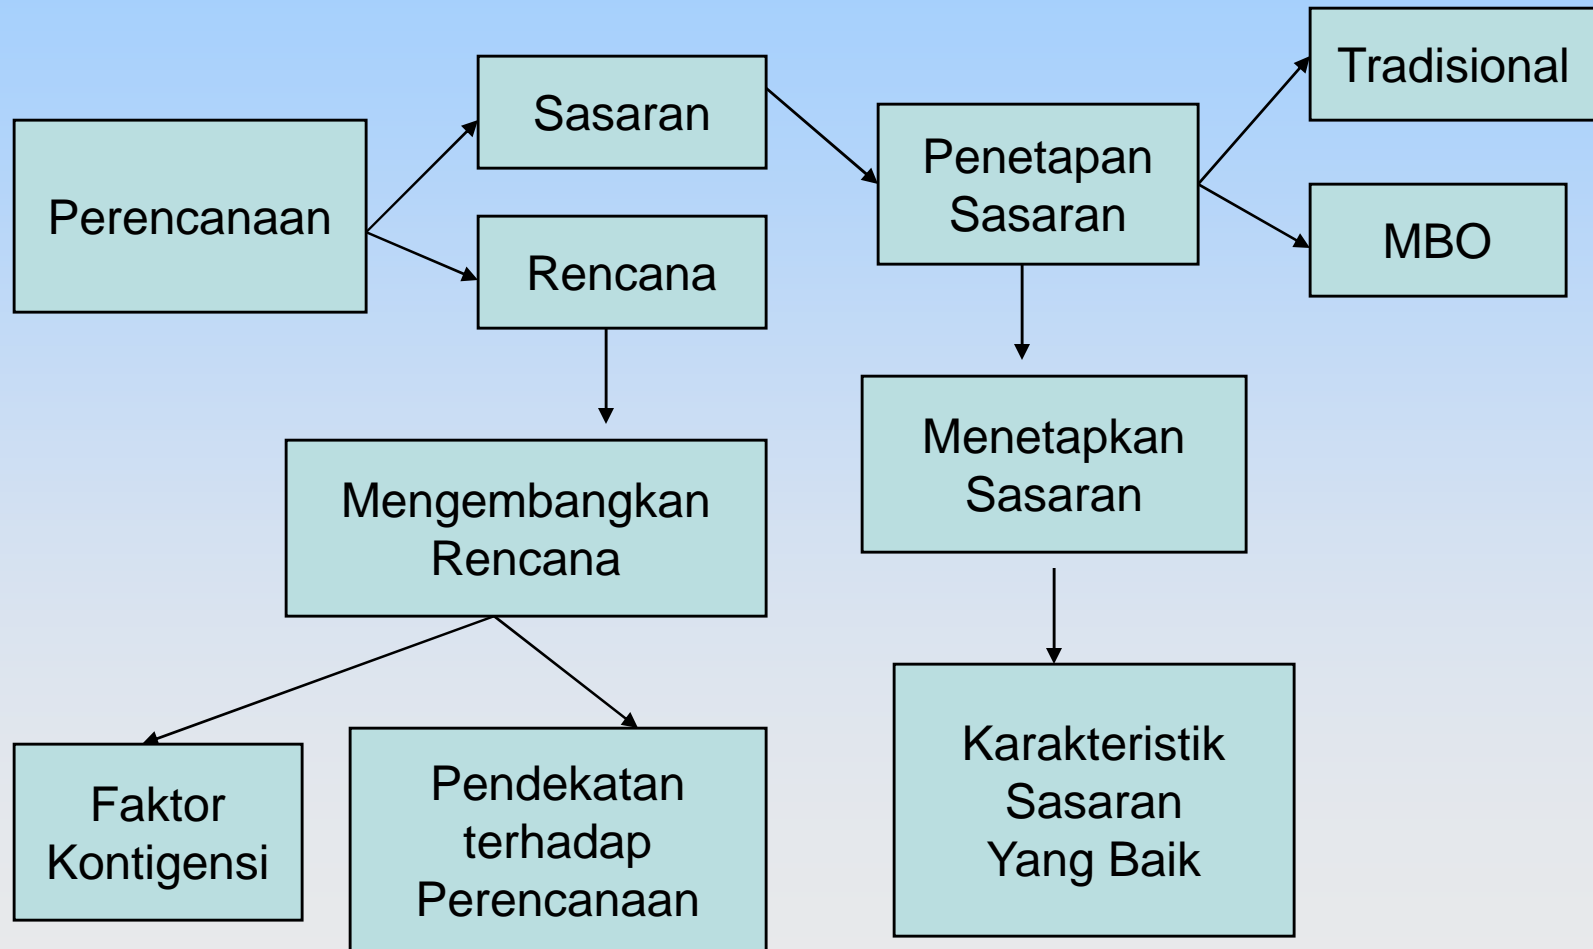 Perencanaan
Sasaran
Rencana
Penetapan
Sasaran
Tradisional
MBO
Mengembangkan
Rencana
Menetapkan
Sasaran
Faktor
Kontigensi
Pendekatan
terhadap
Perencanaan
Karakteristik
Sasaran
Yang Baik